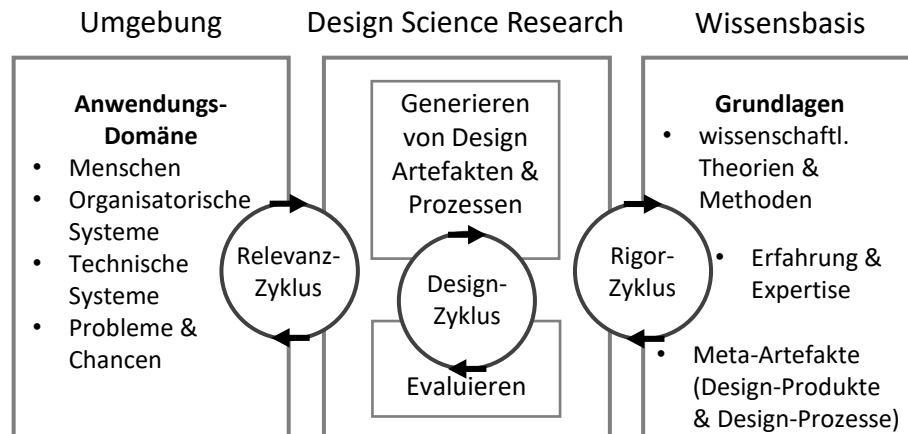 Umgebung
Design Science Research
Wissensbasis
Anwendungs-
Domäne
• Menschen
• Organisatorische
Systeme
• Technische
Systeme
• Probleme &
Chancen
Relevanz-
Zyklus
Generieren
von Design
Artefakten &
Prozessen
Design-
Zyklus
Evaluieren
Rigor-
Zyklus
Grundlagen
• wissenschaftl.
Theorien &
Methoden
• Erfahrung &
Expertise
• Meta-Artefakte
(Design-Produkte
& Design-Prozesse)